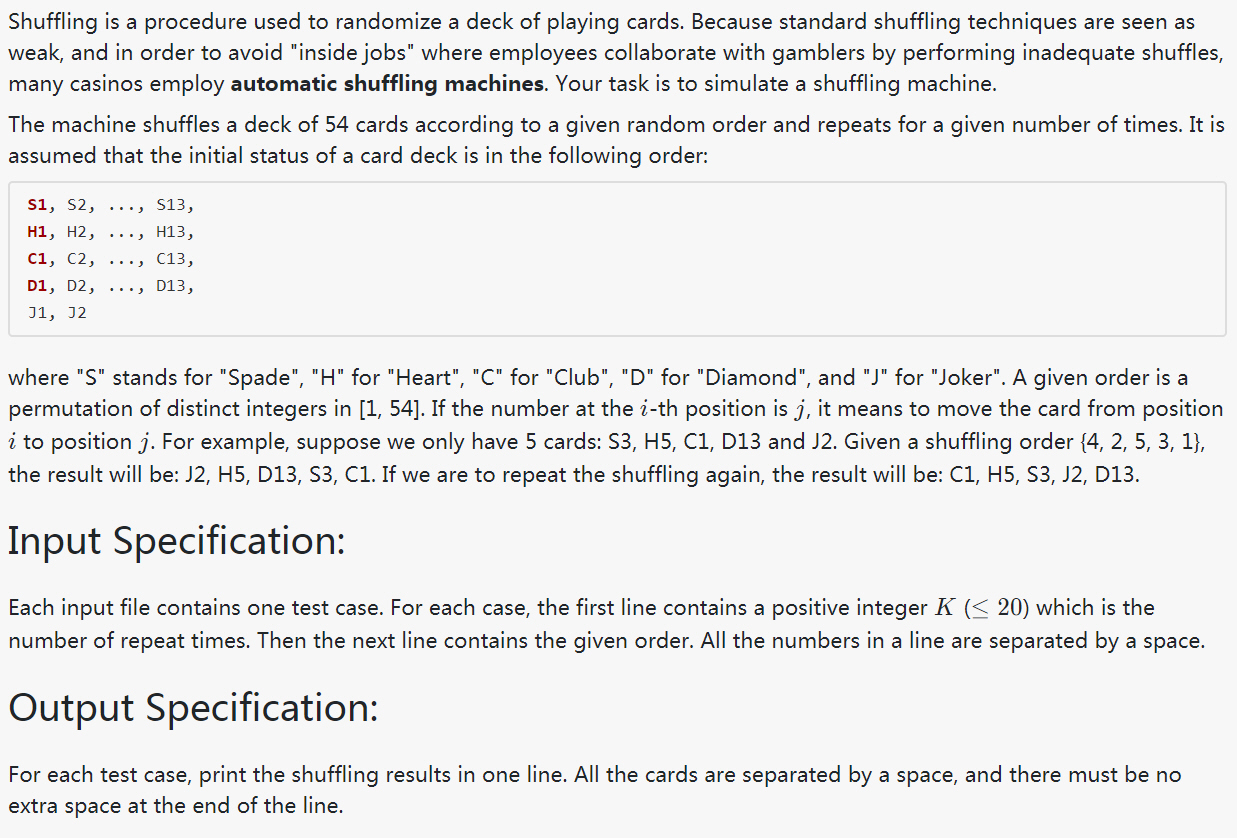 Shuffling is a procedure used to randomize a deck of playing cards. Because standard shuffling techniques are seen as
weak, and in order to avoid "inside jobs" where employees collaborate with gamblers by performing inadequate shuffles,
many casinos employ automatic shuffling machines. Your task is to simulate a shuffling machine.
The machine shuffles a deck of 54 cards according to a given random order and repeats for a given number of times. It is
assumed that the initial status of a card deck is in the following order:
S1, S2, ..., S13,
H1, H2, ..., H13,
C1, C2, ..., C13,
D1, D2, ..., D13,
J1, J2
where "S" stands for "Spade", "H" for "Heart", "C" for "Club", "D" for "Diamond", and "J" for "Joker". A given order is a
permutation of distinct integers in [1, 54]. If the number at the i-th position is j, it means to move the card from position
i to position j. For example, suppose we only have 5 cards: S3, H5, C1, D13 and J2. Given a shuffling order {4, 2, 5, 3, 1},
the result will be: J2, H5, D13, S3, C1. If we are to repeat the shuffling again, the result will be: C1, H5, S3, J2, D13.
Input Specification:
Each input file contains one test case. For each case, the first line contains a positive integer K (≤ 20) which is the
number of repeat times. Then the next line contains the given order. All the numbers in a line are separated by a space.
Output Specification:
For each test case, print the shuffling results in one line. All the cards are separated by a space, and there must be no
extra space at the end of the line.